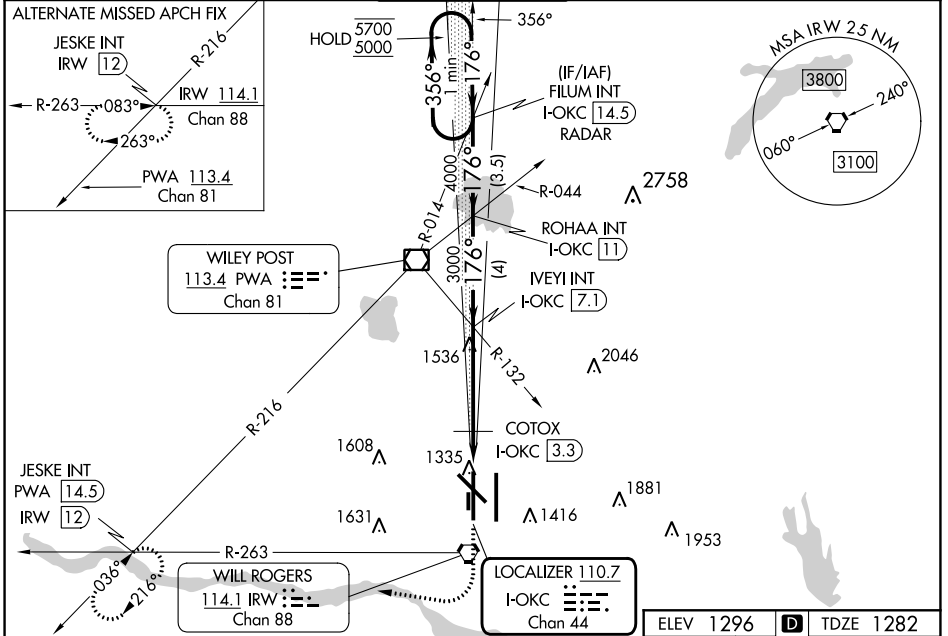 ALTERNATE MISSED APCH FIX
JESKE INT
IRW 12
R-216
R-263
083°
IRW 114.1
Chan 88
263°
PWA 113.4
Chan 81
HOLD 5700
5000
356°
1 min
176°
356°
(IF/IAF)
FILUM INT
I-OKC 14.5
RADAR
MSA IRW 25 NM
3800
240°
060°
3100
4000
176°
(3.5)
R-014
R-044
2758
ROHAA INT
I-OKC 11
WILEY POST
113.4 PWA
Chan 81
3000
176°
(4)
IVEYI INT
I-OKC 7.1
1536
R-132
2046
R-216
COTOX
I-OKC 3.3
1608
1335
JESKE INT
PWA 14.5
IRW 12
1631
1416
1881
1953
R-263
036°
216°
WILL ROGERS
114.1 IRW
Chan 88
LOCALIZER 110.7
I-OKC
Chan 44
ELEV 1296 D TDZE 1282